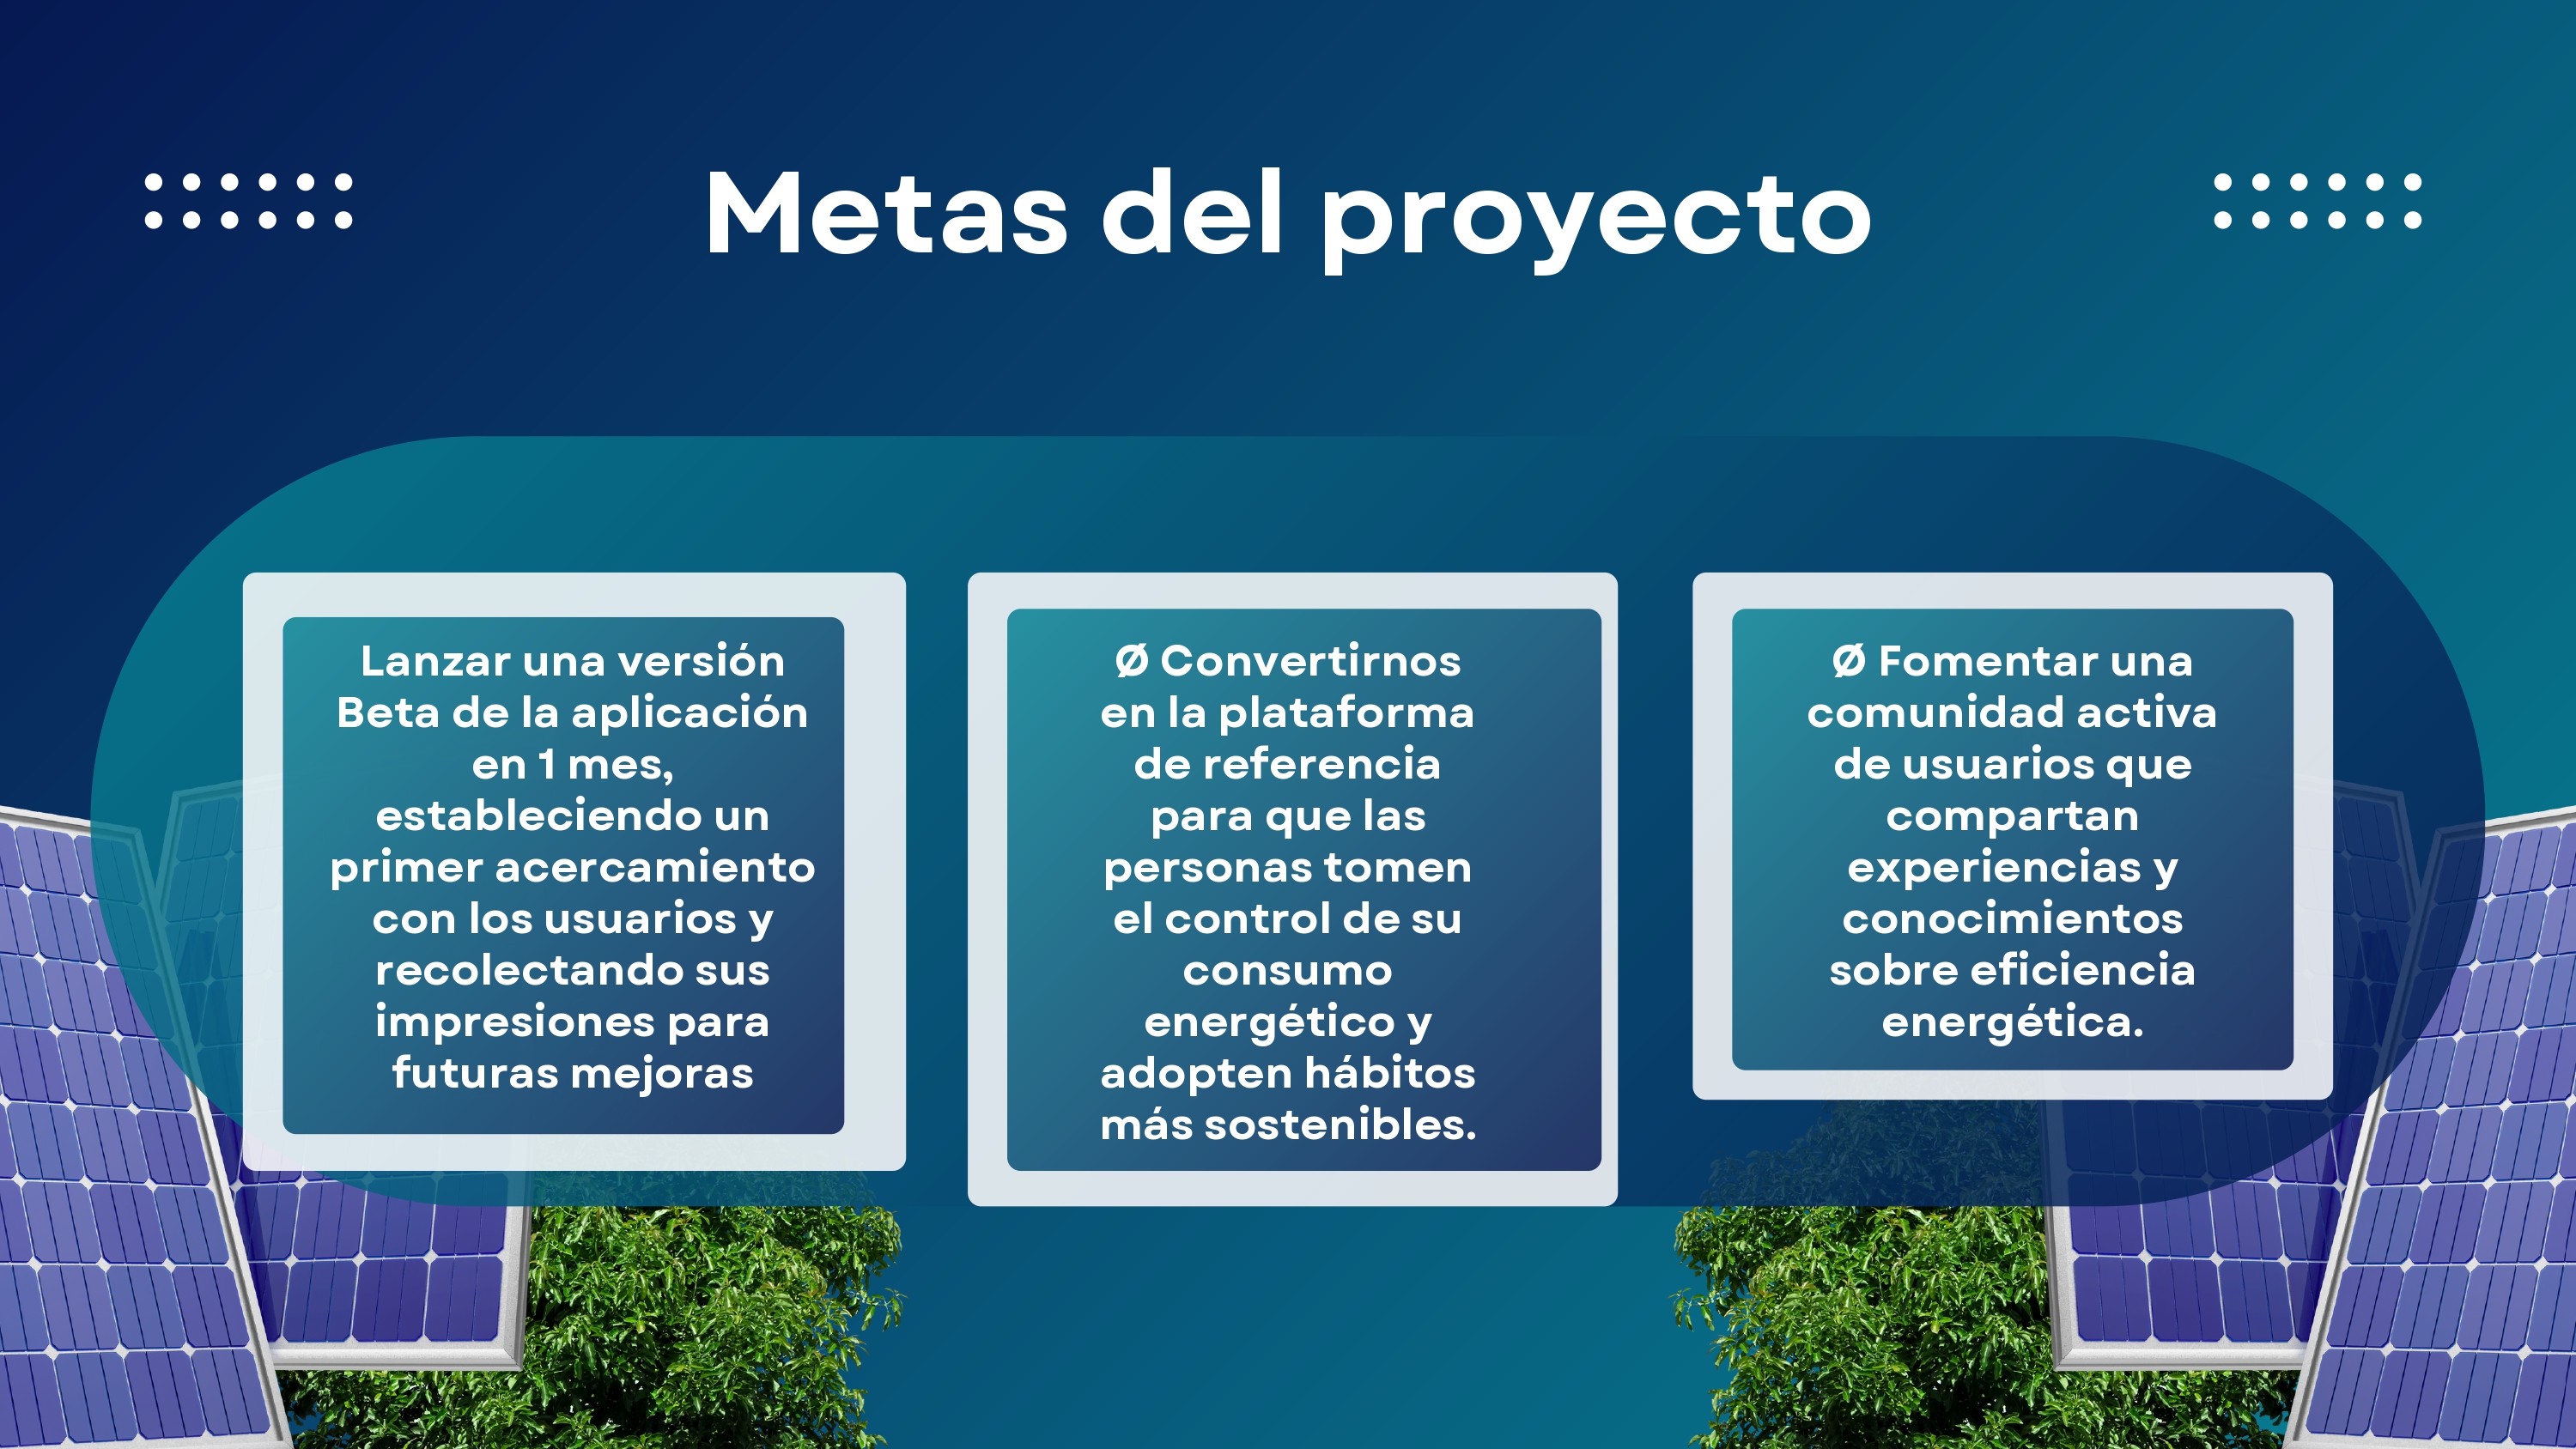 Metas del proyecto
Lanzar una versión
Beta de la aplicación
en 1 mes,
estableciendo un
primer acercamiento
con los usuarios y
recolectando sus
impresiones para
futuras mejoras
Ø Convertirnos
en la plataforma
de referencia
para que las
personas tomen
el control de su
consumo
energético y
adopten hábitos
más sostenibles.
Ø Fomentar una
comunidad activa
de usuarios que
compartan
experiencias y
conocimientos
sobre eficiencia
energética.